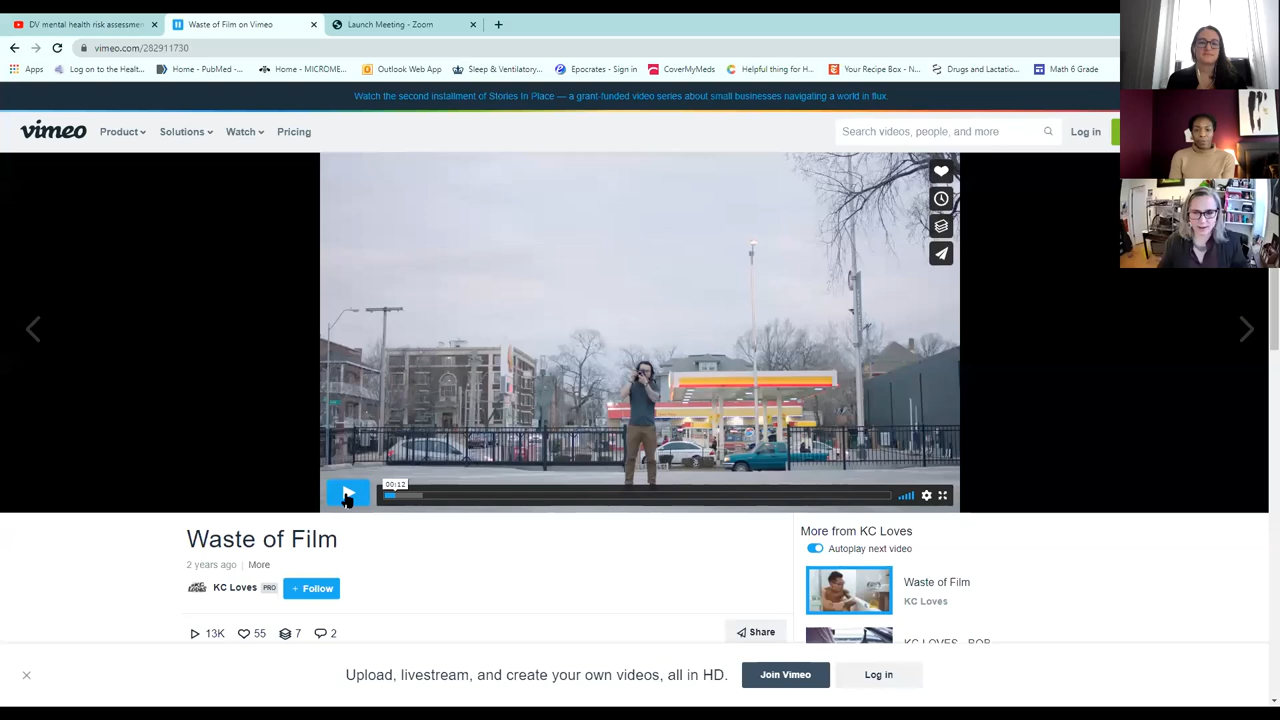 DV mental health risk assessmen
Waste of Film on Vimeo
Launch Meeting - Zoom
vimeo.com/282911730
Apps
Log on to the Healt...
Home - PubMed -...
Home - MICROME...
Outlook Web App
Sleep & Ventilatory...
Epocrates - Sign in
CoverMyMeds
Helpful thing for H...
Your Recipe Box - N...
Drugs and Lactatio...
Math 6 Grade
Watch the second installment of Stories In Place — a grant-funded video series about small businesses navigating a world in flux.
vimeo
Product
Solutions
Watch
Pricing
Search videos, people, and more
Log in
00:12
Waste of Film
2 years ago | More
KC Loves PRO
+ Follow
13K 55 7 2
Share
More from KC Loves
Autoplay next video
Waste of Film
KC Loves
KC LOVES - BOB
Upload, livestream, and create your own videos, all in HD.
Join Vimeo
Log in